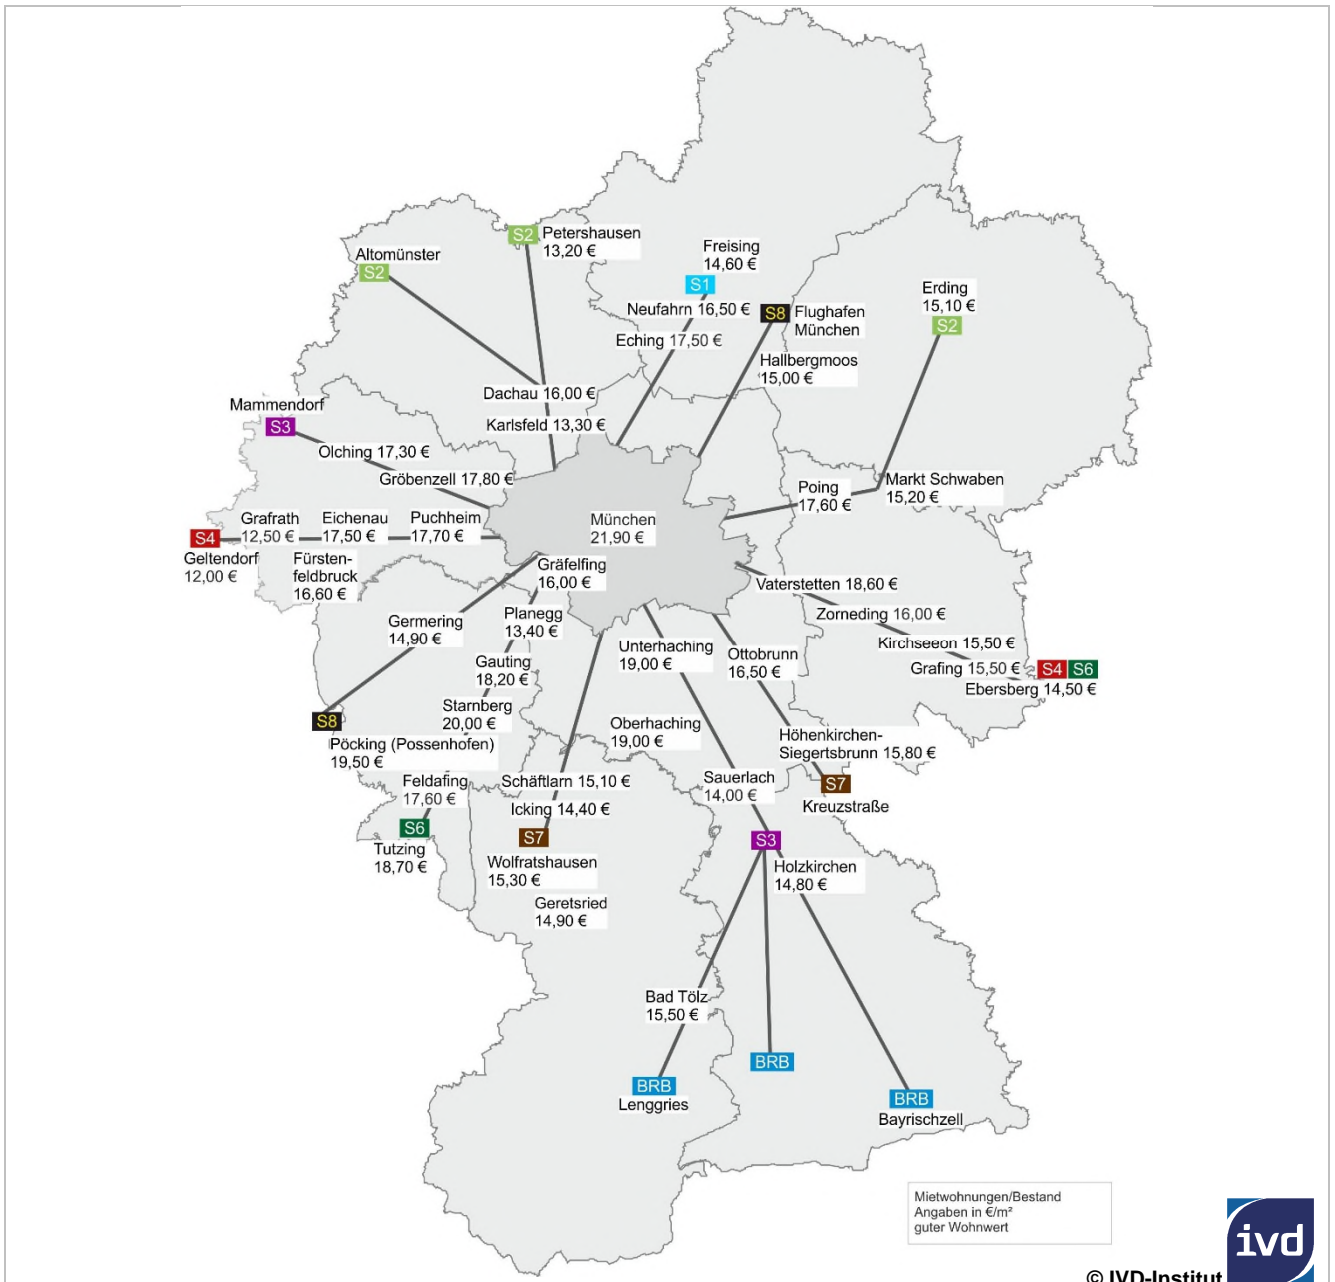 S2 Petershausen
13,20 €
Altomünster
S2
Freising
14,60 €
S1
Neufahrn 16,50 €
Eching 17,50 €
S8 Flughafen
München
Hallbergmoos
15,00 €
Erding
15,10 €
S2
Dachau 16,00 €
Karlsfeld 13,30 €
Mammendorf
S3
Olching 17,30 €
Gröbenzell 17,80 €
Poing
17,60 €
Markt Schwaben
15,20 €
München
21,90 €
S4
Geltendorf
12,00 €
Grafrath
12,50 €
Eichenau
17,50 €
Puchheim
17,70 €
Fürsten-
feldbruck
16,60 €
Gräfelfing
16,00 €
Vaterstetten 18,60 €
Zorneding 16,00 €
Kirchseeon 15,50 €
Grafing 15,50 €
S4 S6
Ebersberg 14,50 €
Germering
14,90 €
Planegg
13,40 €
Gauting
18,20 €
Starnberg
20,00 €
Unterhaching
19,00 €
Ottobrunn
16,50 €
S8
Pöcking (Possenhofen)
19,50 €
Oberhaching
19,00 €
Höhenkirchen-
Siegertsbrunn 15,80 €
Feldafing
17,60 €
Schäftlarn 15,10 €
Icking 14,40 €
Sauerlach
14,00 €
S7
Kreuzstraße
S6
Tutzing
18,70 €
S7
Wolfratshausen
15,30 €
S3
Holzkirchen
14,80 €
Geretsried
14,90 €
Bad Tölz
15,50 €
BRB
BRB
Lenggries
BRB
Bayrischzell
Mietwohnungen/Bestand
Angaben in €/m²
guter Wohnwert
ivd
© IVD-Institut